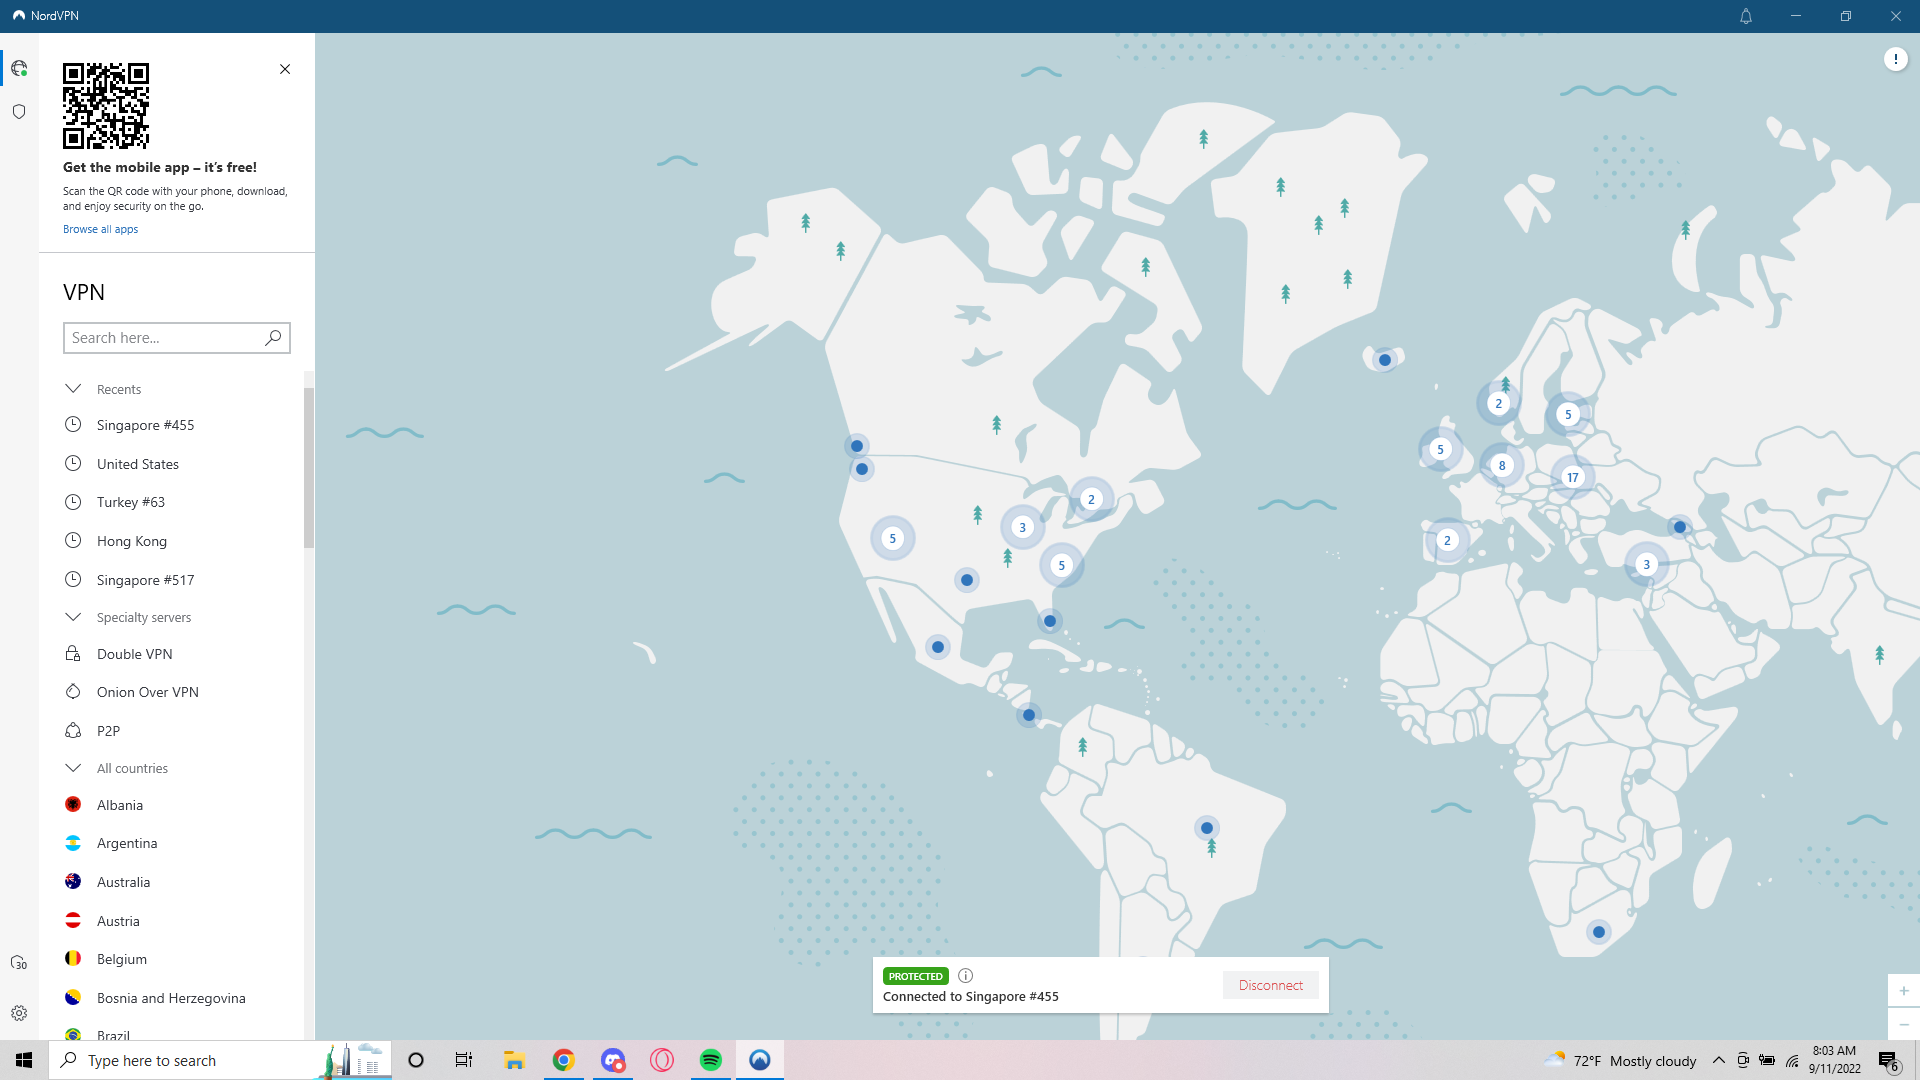 NordVPN
Get the mobile app – it's free!
Scan the QR code with your phone, download,
and enjoy security on the go.
Browse all apps
VPN
Search here...
Recents
Singapore #455
United States
Turkey #63
Hong Kong
Singapore #517
Specialty servers
Double VPN
Onion Over VPN
P2P
All countries
Albania
Argentina
Australia
Austria
Belgium
Bosnia and Herzegovina
Brazil
30
!
2
5
5
8
17
2
5
3
2
5
3
PROTECTED
Connected to Singapore #455
Disconnect
Type here to search
72°F Mostly cloudy
8:03 AM
9/11/2022
6